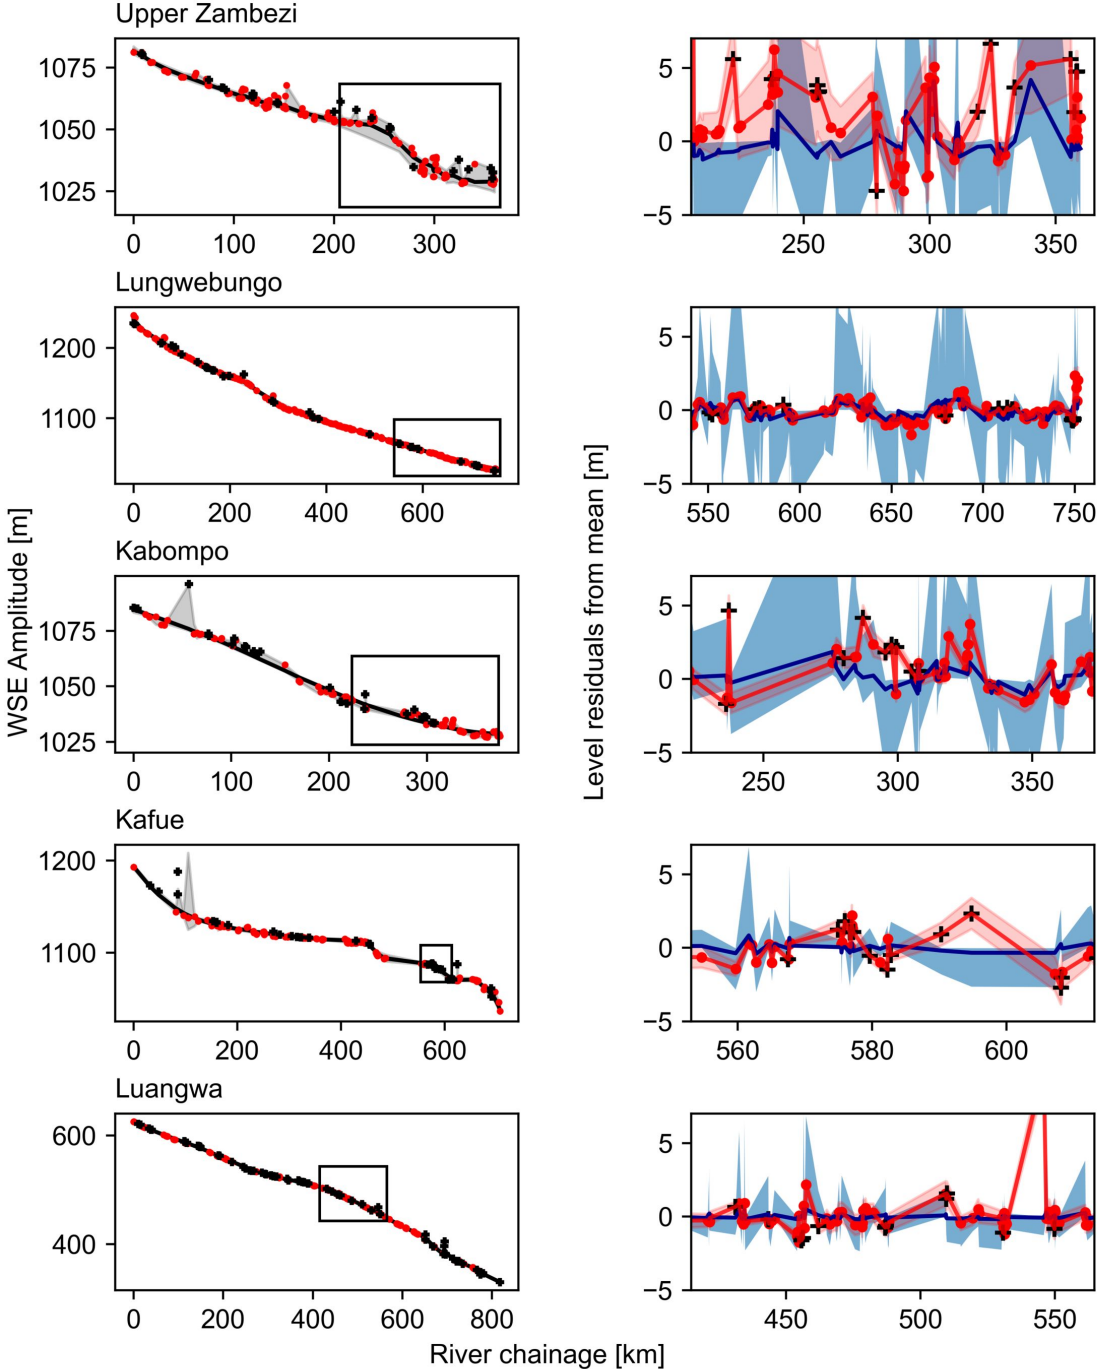 Upper Zambezi
1075
1050
1025
0 100 200 300
5
0
−5
250 300 350
Lungwebungo
1200
1100
0 200 400 600
5
0
−5
550 600 650 700 750
Kabompo
1075
1050
1025
0 100 200 300
5
0
−5
250 300 350
Kafue
1200
1100
0 200 400 600
5
0
−5
560 580 600
Luangwa
600
400
0 200 400 600 800
5
0
−5
450 500 550
WSE Amplitude [m]
Level residuals from mean [m]
River chainage [km]